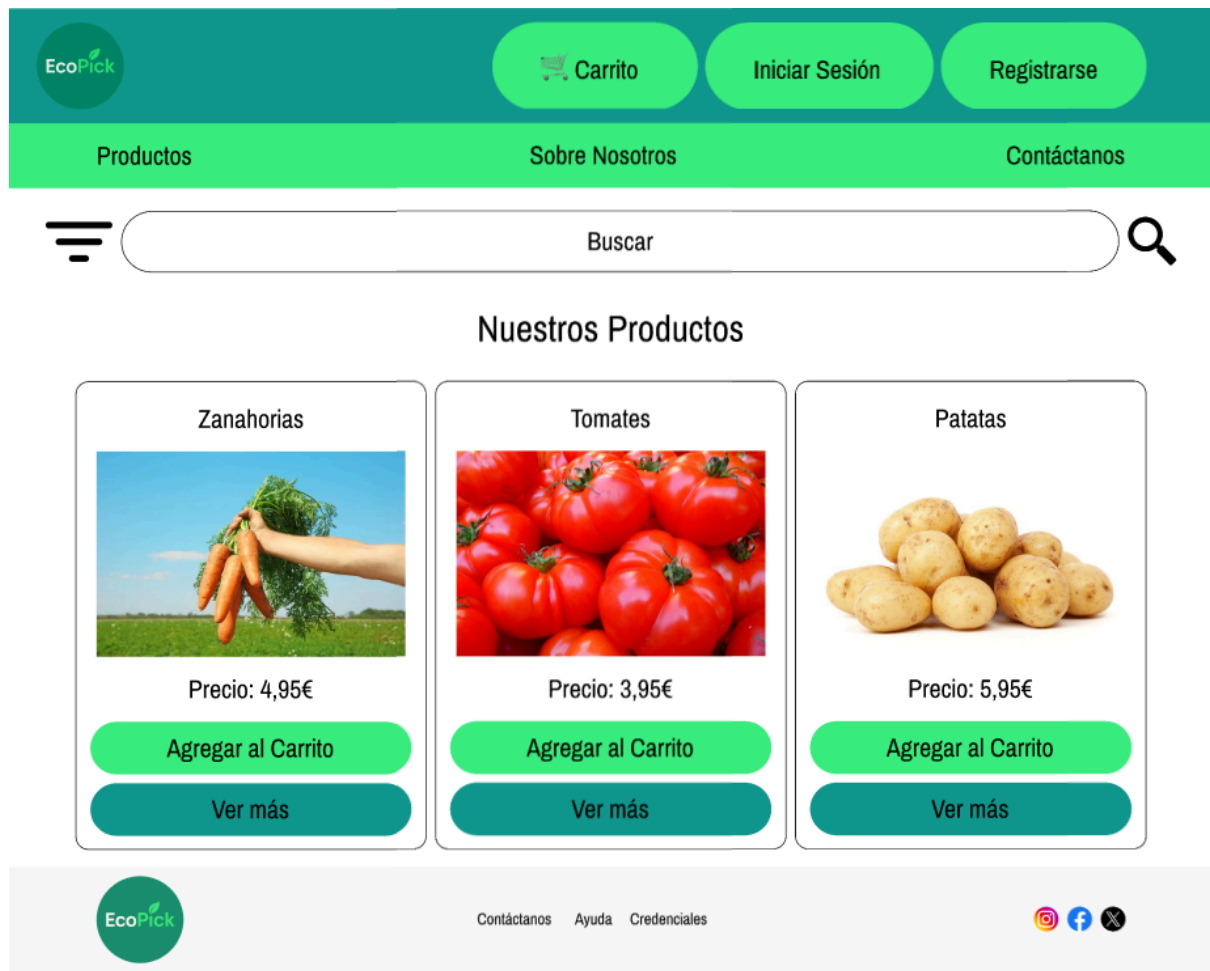 EcoPick
Carrito
Iniciar Sesión
Registrarse
Productos
Sobre Nosotros
Contáctanos
Buscar
Nuestros Productos
Zanahorias
Tomates
Patatas
Precio: 4,95€
Precio: 3,95€
Precio: 5,95€
Agregar al Carrito
Agregar al Carrito
Agregar al Carrito
Ver más
Ver más
Ver más
EcoPick
Contáctanos
Ayuda
Credenciales